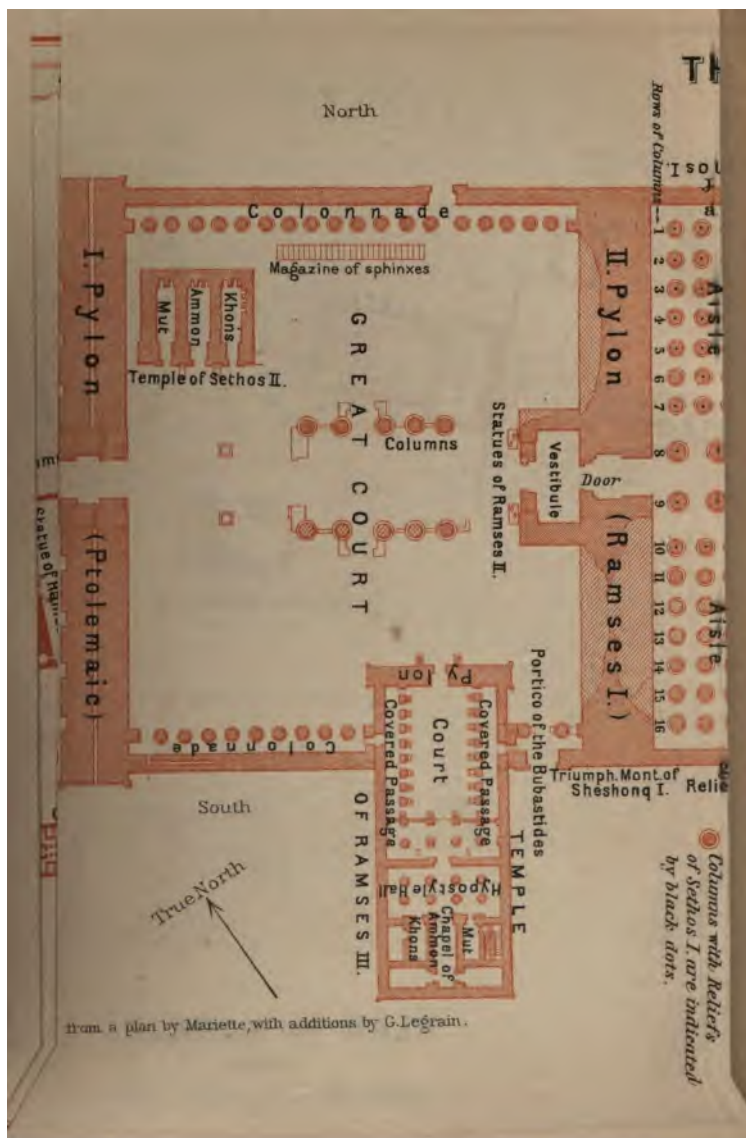 TH
North
Rows of Columns
hos I.
a
Colonnade
1
2
3
4
5
6
7
8
9
10
11
12
13
14
15
16
Aisle
Aisle
Magazine of sphinxes
I. Pylon
(Ptolemaic)
II. Pylon
(Ramses I.)
Mut
Ammon
Khons
Temple of Sethos II.
GREAT COURT
Columns
Statues of Ramses II.
Vestibule
Door
Pylon
Court
Covered Passage
Covered Passage
Portico of the Bubastides
Colonnade
Triumph. Mont. of
Sheshonq I.
Relie
South
TEMPLE
OF RAMSES III.
Hypostyle Hall
Chapel of
Ammon
Mut
Khons
True North
Columns with Reliefs
of Sethos I. are indicated
by black dots.
from a plan by Mariette, with additions by G. Legrain.